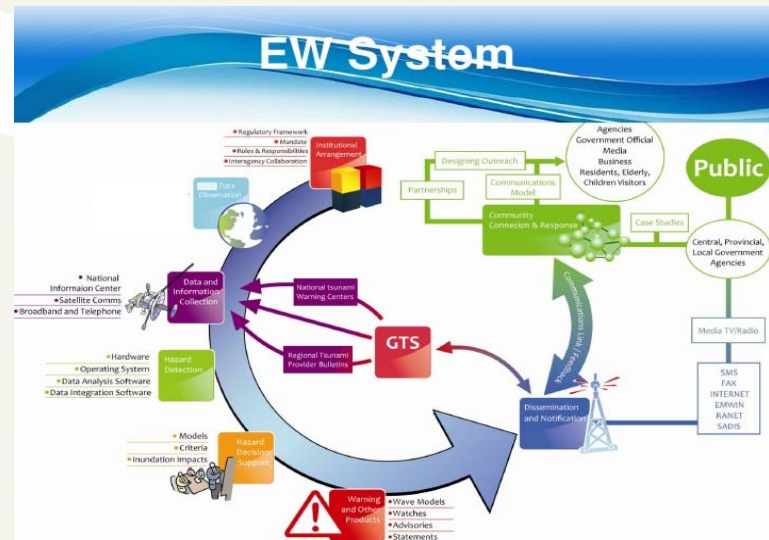 EW System
Regulatory Framework
Mandate
Roles & Responsibilities
Interagency Collaboration
Institutional
Arrangement
Data
Observation
National
Informaion Center
Satellite Comms
Broadband and Telephone
Data and
Information
Collection
Hardware
Operating System
Data Analysis Software
Data Integration Software
Hazard
Detection
Models
Criteria
Inundation Impacts
Hazard
Decision
Support
Warning
and Other
Products
Wave Models
Watches
Advisories
Statements
National tsunami
Warning Centers
Regional Tsunami
Provider Bulletins
GTS
Dissemination
and Notification
Communications Link / Feedback
Community
Connecion & Response
Partnerships
Designing Outreach
Communications
Model
Agencies
Government Official
Media
Business
Residents, Elderly,
Children Visitors
Case Studies
Public
Central, Provincial,
Local Government
Agencies
Media TV/Radio
SMS
FAX
INTERNET
EMWIN
RANET
SADIS